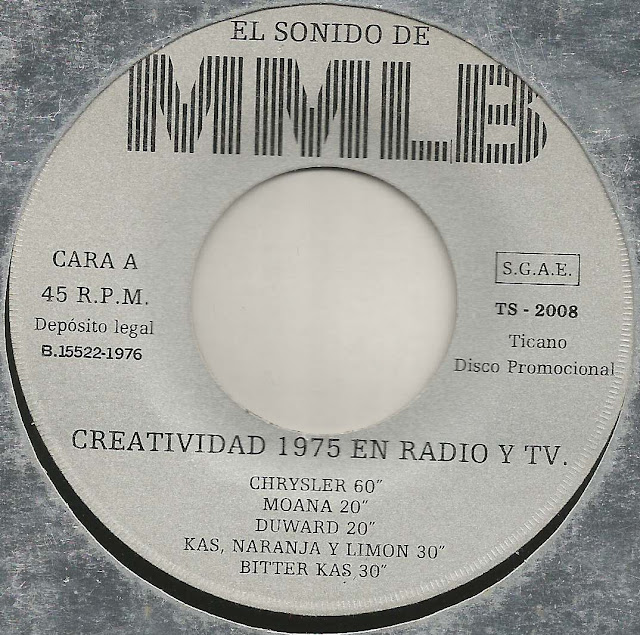 EL SONIDO DE
MMLB
CARA A
45 R.P.M.
Depósito legal
B.15522-1976
S.G.A.E.
TS - 2008
Ticano
Disco Promocional
CREATIVIDAD 1975 EN RADIO Y TV.
CHRYSLER 60″
MOANA 20″
DUWARD 20″
KAS, NARANJA Y LIMON 30″
BITTER KAS 30″